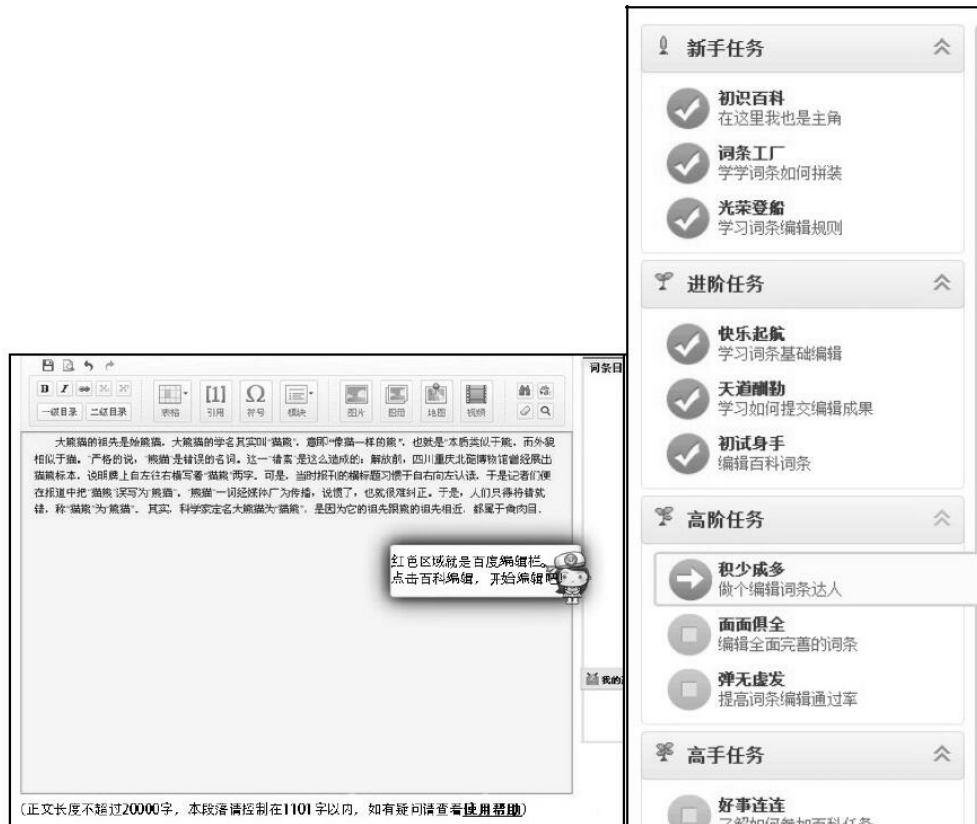 B I
一级目录 二级目录 表格 引用 符号 模块 图片 图册 地图 视频
大熊猫的祖先是始熊猫,大熊猫的学名其实叫“猫熊”,意即“像猫一样的熊”,也就是“本质类似于熊,而外貌
相似于猫。”严格的说,“熊猫”是错误的名词。这一“错案”是这么造成的:解放前,四川重庆北碚博物馆曾经展出
猫熊标本,说明牌上自左往右横写着“猫熊”两字。可是,当时报刊的横标题习惯于自右向左认读,于是记者们便
在报道中把“猫熊”误写为“熊猫”。“熊猫”一词经媒体广为传播,说惯了,也就很难纠正。于是,人们只得将错就
错,称“猫熊”为“熊猫”。其实,科学家定名大熊猫为“猫熊”,是因为它的祖先跟熊的祖先相近,都属于食肉目。
红色区域就是百度编辑栏。
点击百科编辑,开始编辑吧
(正文长度不超过20000字,本段落请控制在1101字以内,如有疑问请查看使用帮助)
词条日
我的
新手任务
初识百科
在这里我也是主角
词条工厂
学学词条如何拼装
光荣登船
学习词条编辑规则
进阶任务
快乐起航
学习词条基础编辑
天道酬勤
学习如何提交编辑成果
初试身手
编辑百科词条
高阶任务
积少成多
做个编辑词条达人
面面俱全
编辑全面完善的词条
弹无虚发
提高词条编辑通过率
高手任务
好事连连
了解如何参加百科任务